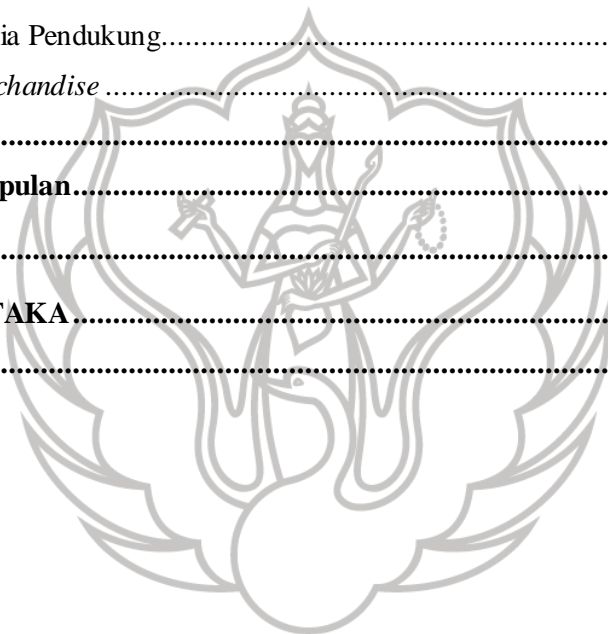 ia Pendukung..............................................................
chandise ...............................................................
...........................................................................
pulan...................................................................
...........................................................................
TAKA...................................................................
...........................................................................